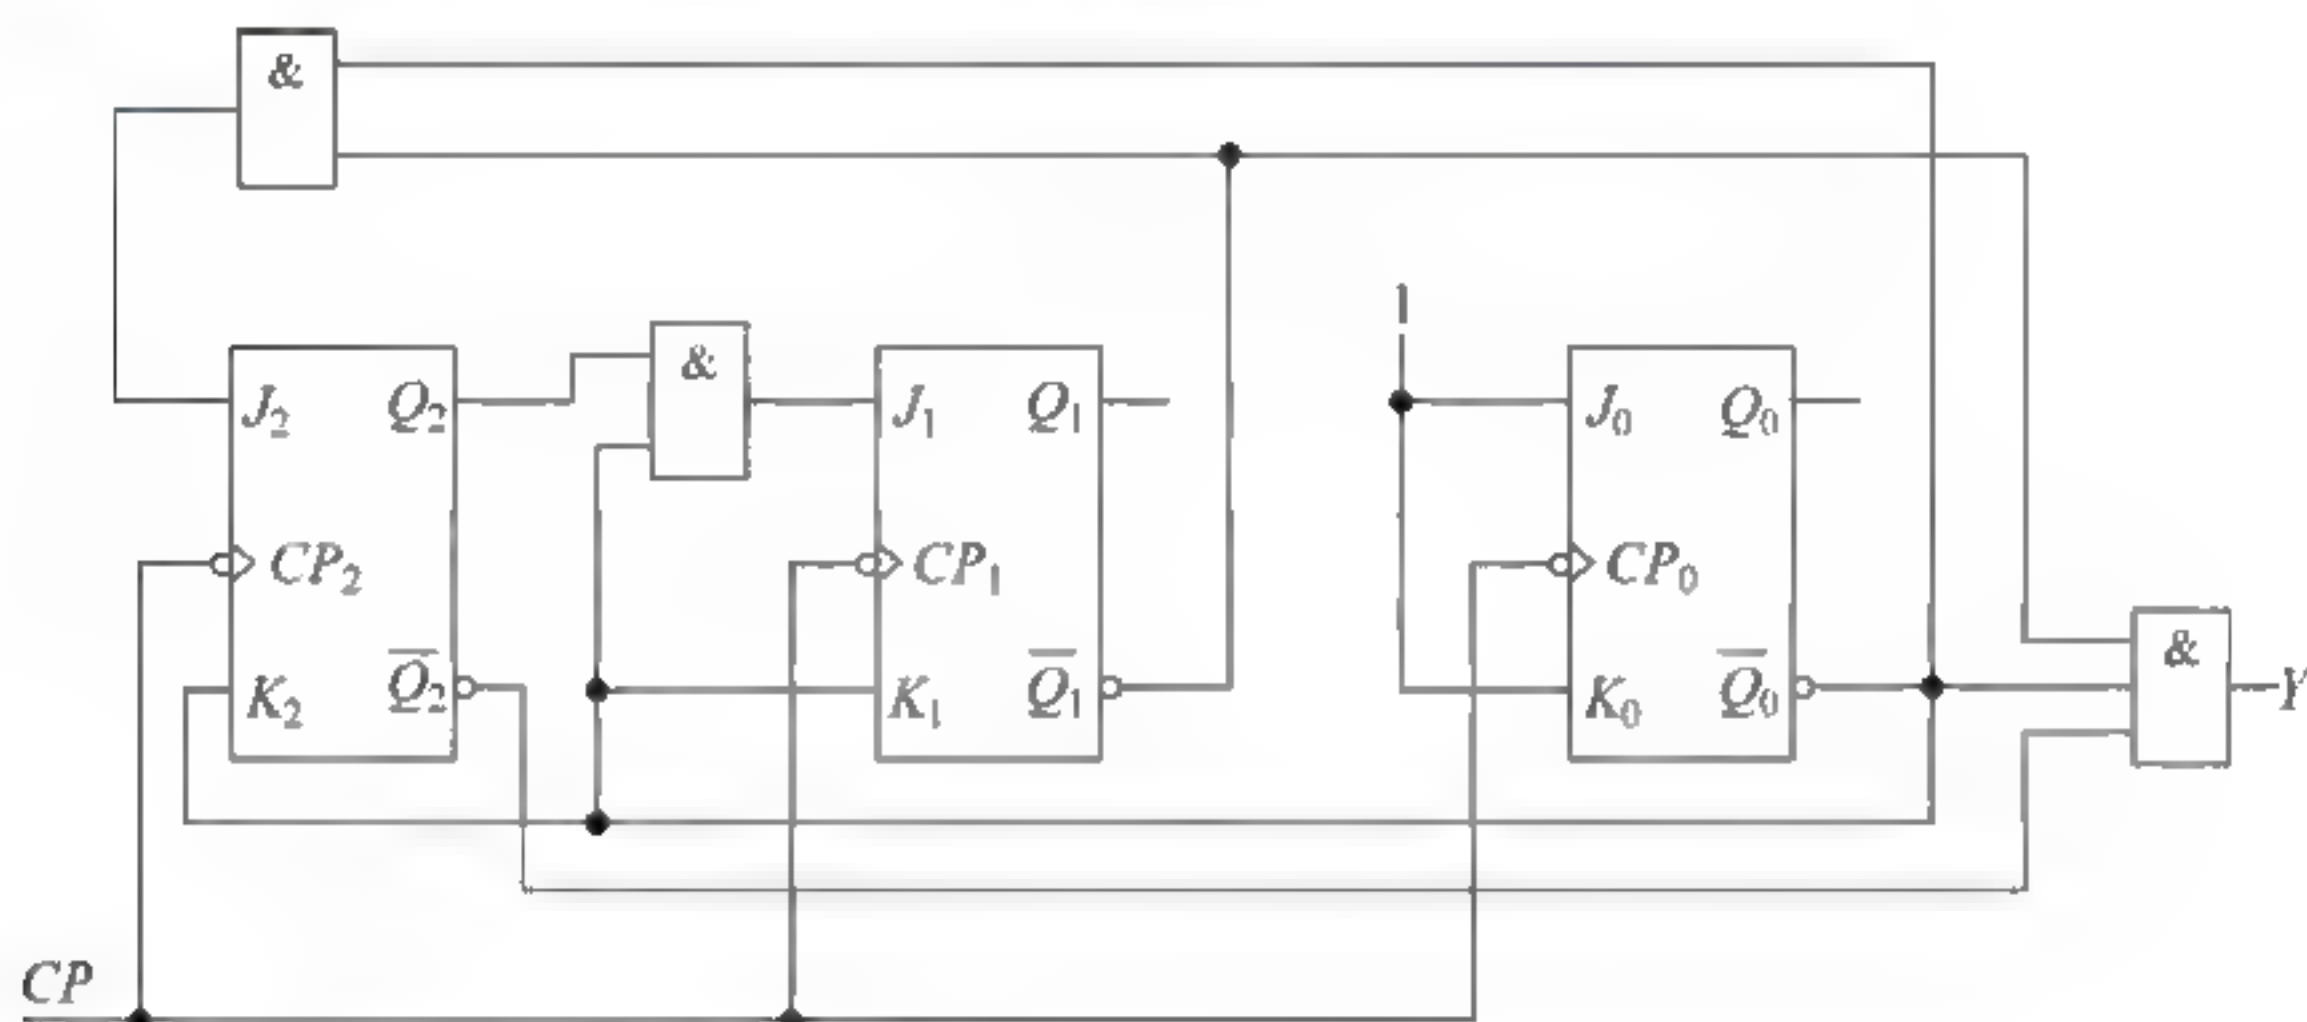 &
1
&
J₂ Q₂
J₁ Q₁
J₀ Q₀
CP₂
CP₁
CP₀
&
Y
K₂ Q̅₂
K₁ Q̅₁
K₀ Q̅₀
CP